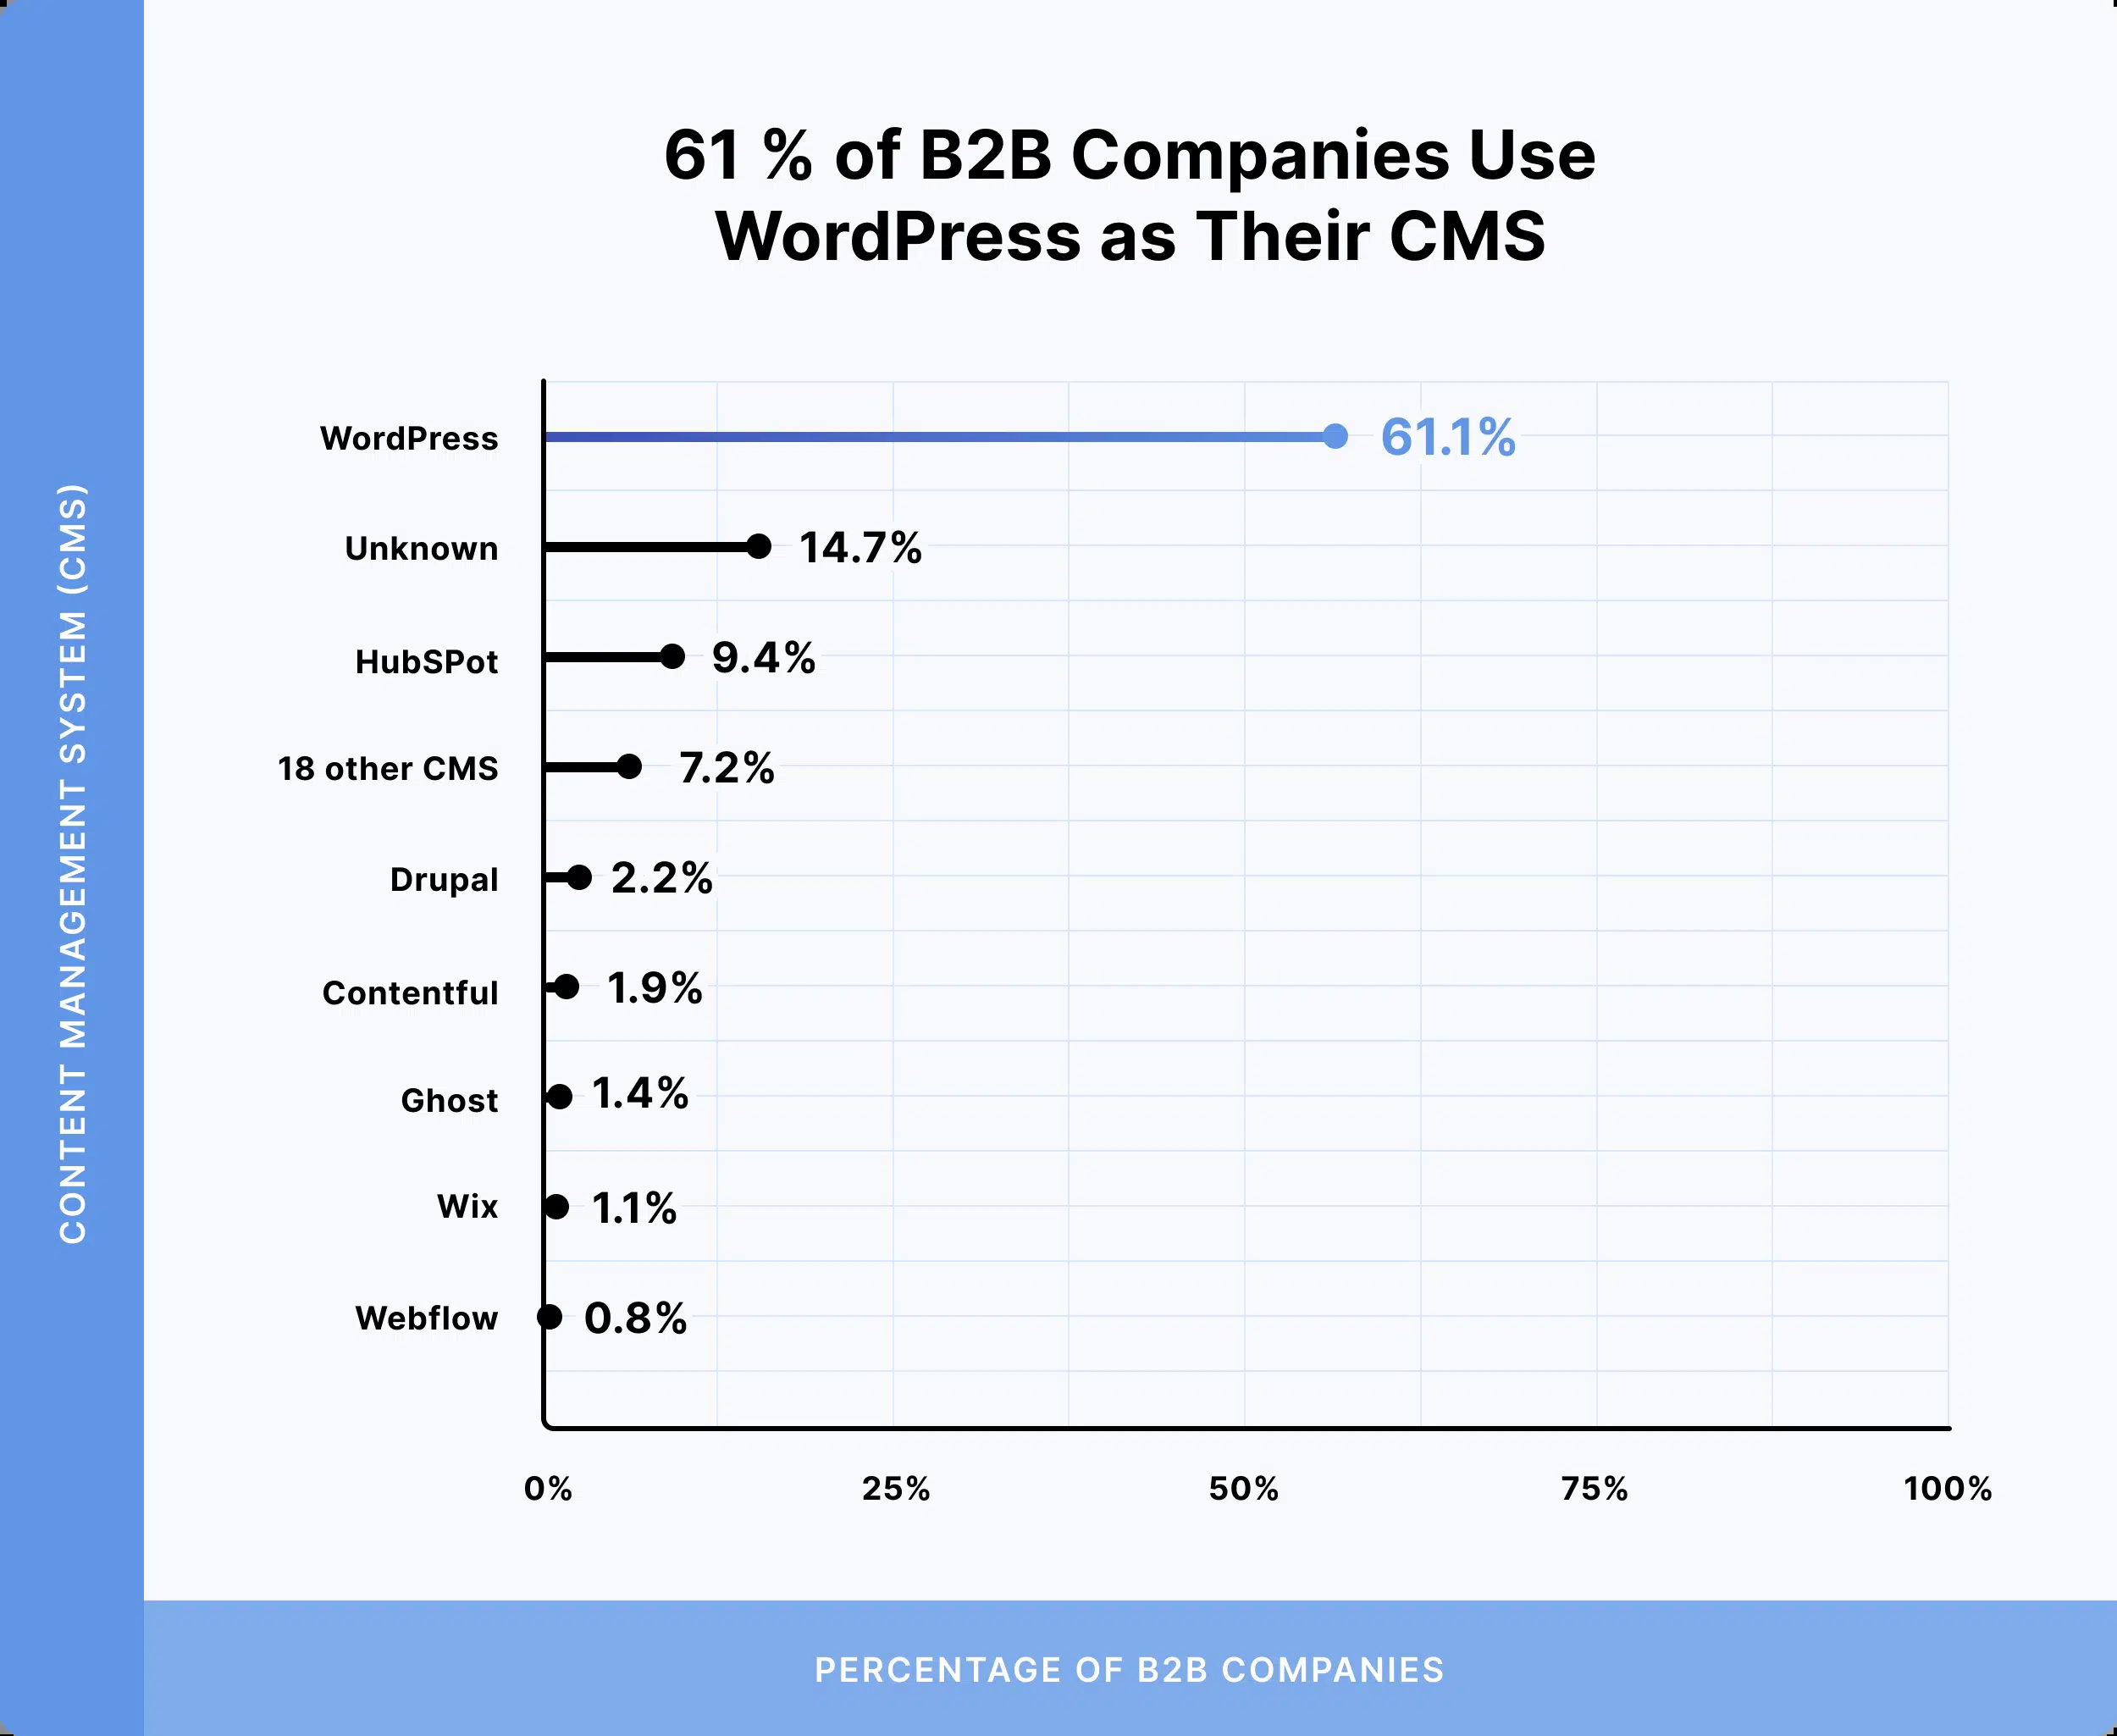 61 % of B2B Companies Use
WordPress as Their CMS
CONTENT MANAGEMENT SYSTEM (CMS)
WordPress
61.1%
Unknown
14.7%
HubSPot
9.4%
18 other CMS
7.2%
Drupal
2.2%
Contentful
1.9%
Ghost
1.4%
Wix
1.1%
Webflow
0.8%
0%
25%
50%
75%
100%
PERCENTAGE OF B2B COMPANIES